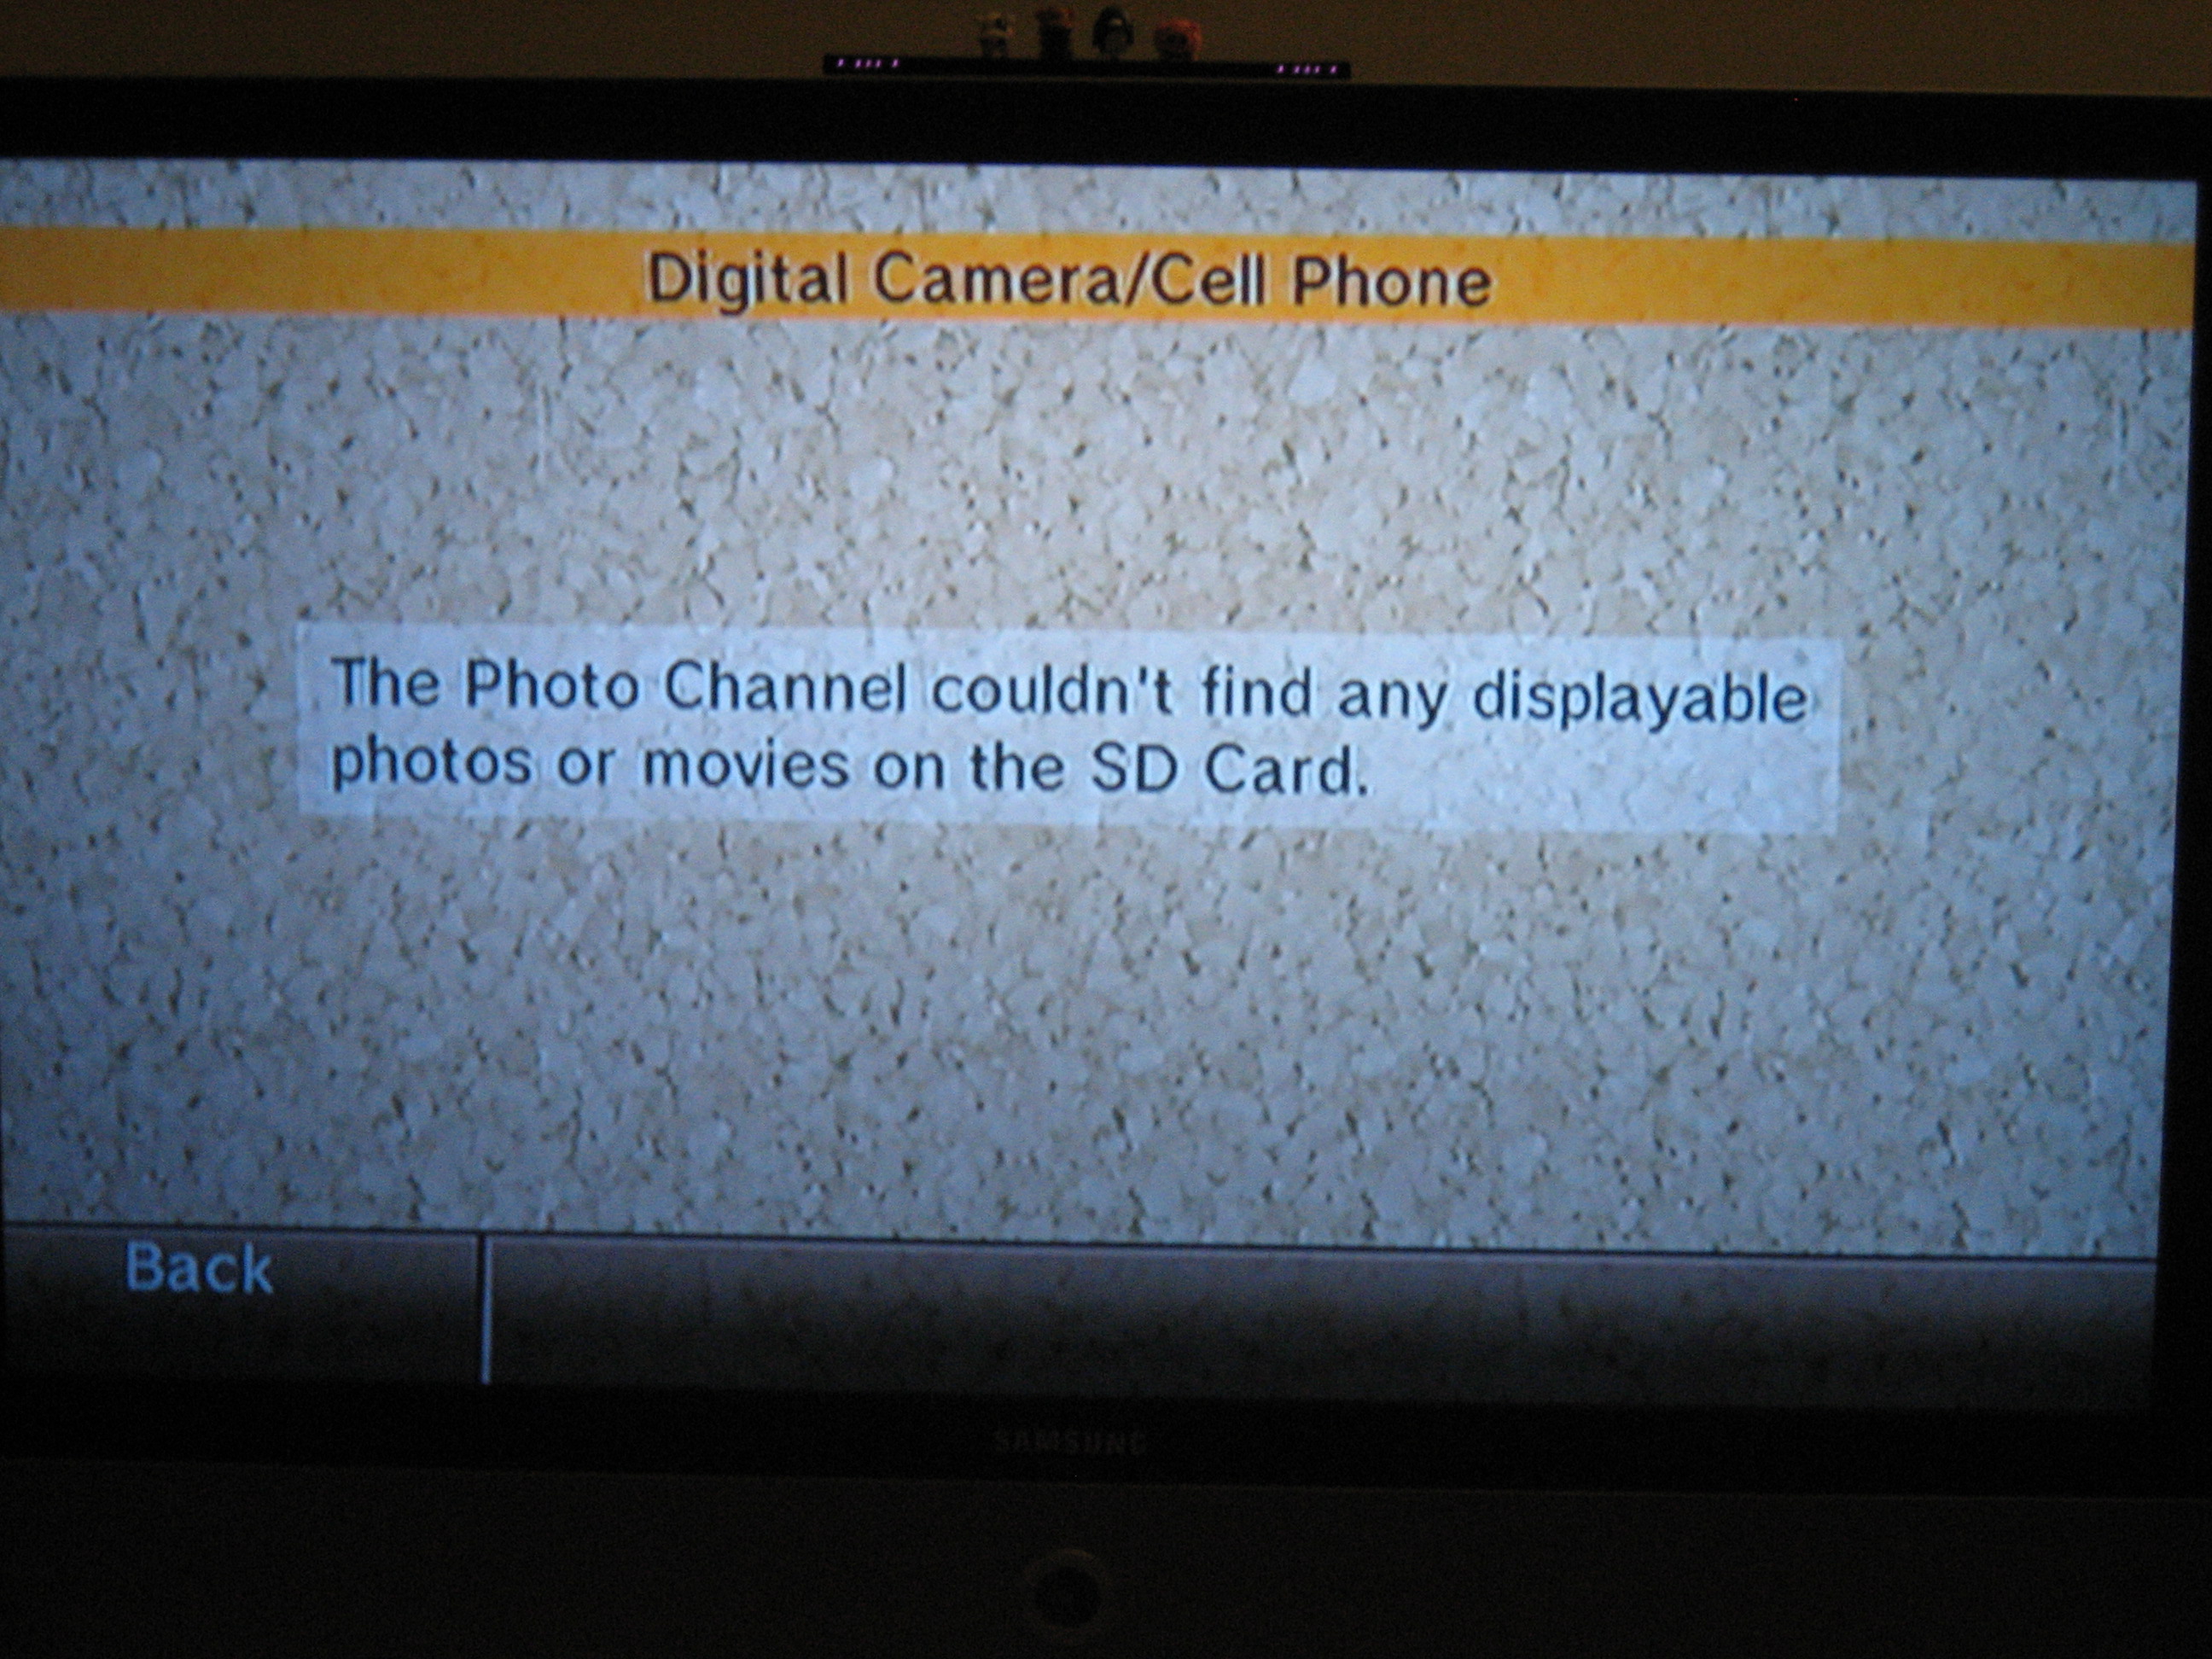 Digital Camera/Cell Phone
The Photo Channel couldn't find any displayable
photos or movies on the SD Card.
Back
SAMSUNG